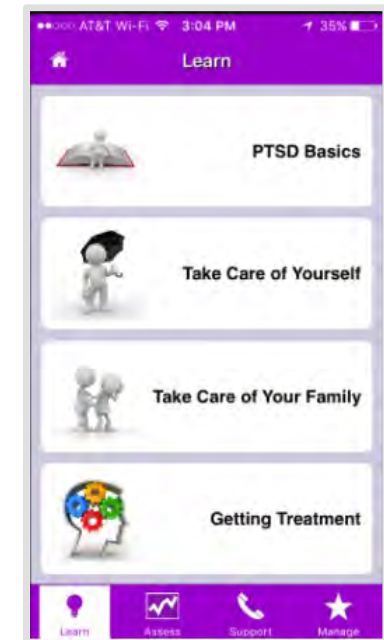 AT&T Wi-Fi 3:04 PM 35%
Learn
PTSD Basics
Take Care of Yourself
Take Care of Your Family
Getting Treatment
Learn Assess Support Manage